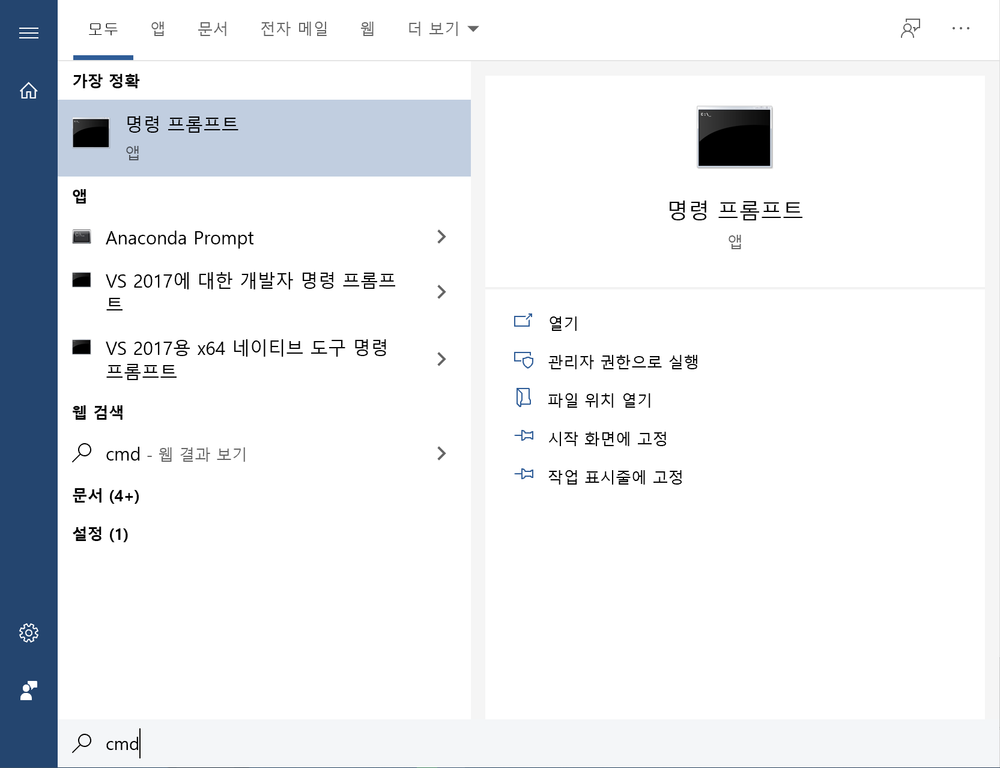 모두 앱 문서 전자 메일 웹 더 보기
가장 정확
명령 프롬프트
앱
앱
Anaconda Prompt
VS 2017에 대한 개발자 명령 프롬프
트
VS 2017용 x64 네이티브 도구 명령
프롬프트
웹 검색
cmd - 웹 결과 보기
문서 (4+)
설정 (1)
C:\_
명령 프롬프트
앱
열기
관리자 권한으로 실행
파일 위치 열기
시작 화면에 고정
작업 표시줄에 고정
cmd